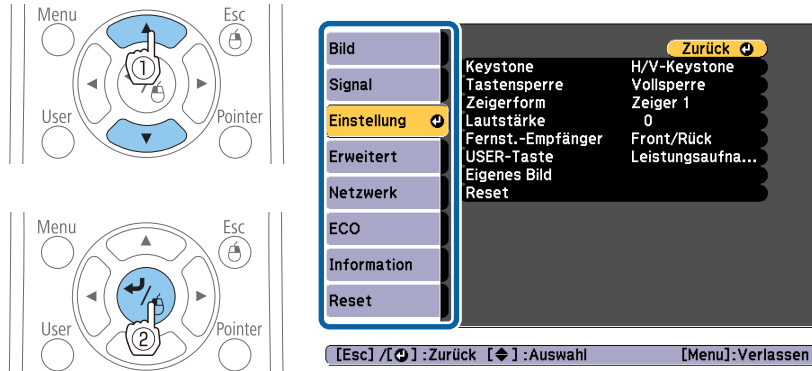 Menu
Esc
①
User
Pointer
Menu
Esc
User
②
Pointer
Bild
Signal
Einstellung
Erweitert
Netzwerk
ECO
Information
Reset
Zurück
Keystone H/V-Keystone
Tastensperre Vollsperre
Zeigerform Zeiger 1
Lautstärke 0
Fernst.-Empfänger Front/Rück
USER-Taste Leistungsaufna...
Eigenes Bild
Reset
[Esc] /[⏎] :Zurück [◆] :Auswahl [Menu]:Verlassen